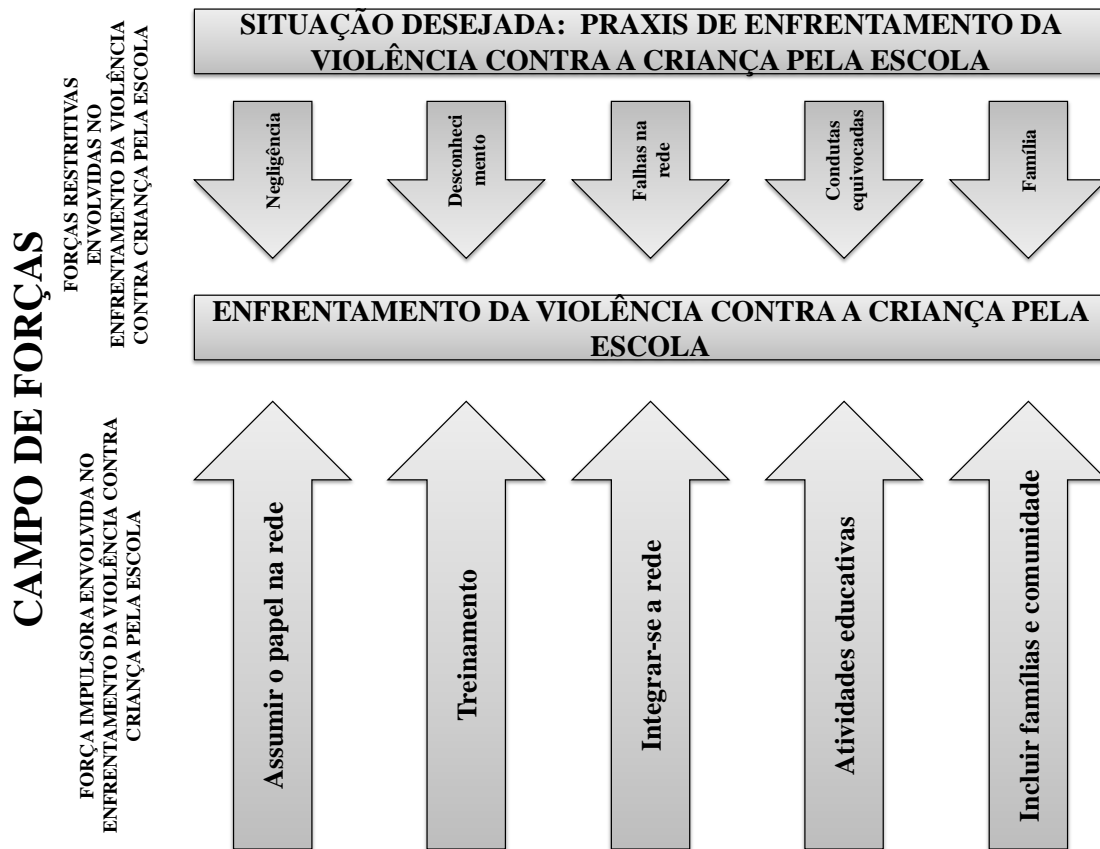 SITUAÇÃO DESEJADA: PRAXIS DE ENFRENTAMENTO DA
VIOLÊNCIA CONTRA A CRIANÇA PELA ESCOLA
CAMPO DE FORÇAS
FORÇAS RESTRITIVAS
ENVOLVIDAS NO
ENFRENTAMENTO DA VIOLÊNCIA
CONTRA CRIANÇA PELA ESCOLA
Negligência
Desconheci
mento
Falhas na
rede
Condutas
equivocadas
Família
ENFRENTAMENTO DA VIOLÊNCIA CONTRA A CRIANÇA PELA
ESCOLA
FORÇA IMPULSORA ENVOLVIDA NO
ENFRENTAMENTO DA VIOLÊNCIA CONTRA
CRIANÇA PELA ESCOLA
Assumir o papel na rede
Treinamento
Integrar-se a rede
Atividades educativas
Incluir famílias e comunidade